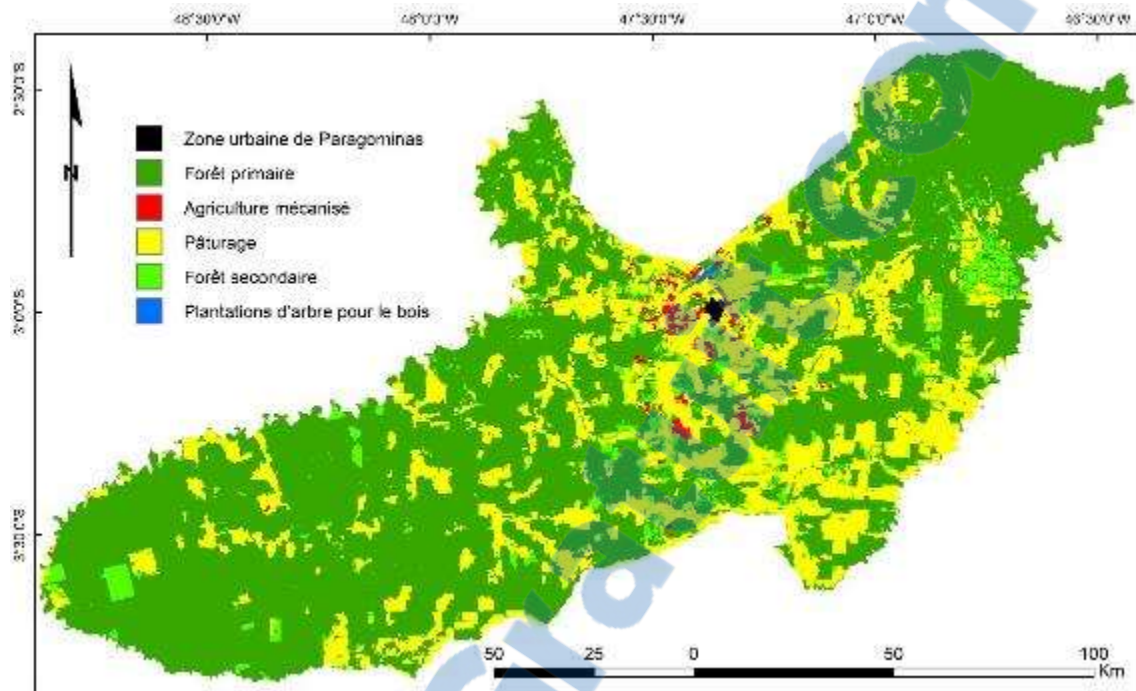 48°30'0"W 48°0'0"W 47°30'0"W 47°0'0"W 46°30'0"W
2°30'0"S
N
Zone urbaine de Paragominas
Forêt primaire
Agriculture mécanisé
Pâturage
Forêt secondaire
Plantations d'arbre pour le bois
3°0'0"S
3°30'0"S
50 25 0 50 100
Km